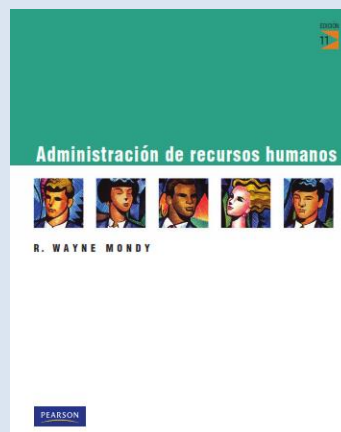 EDICIÓN
11
Administración de recursos humanos
R. WAYNE MONDY
PEARSON